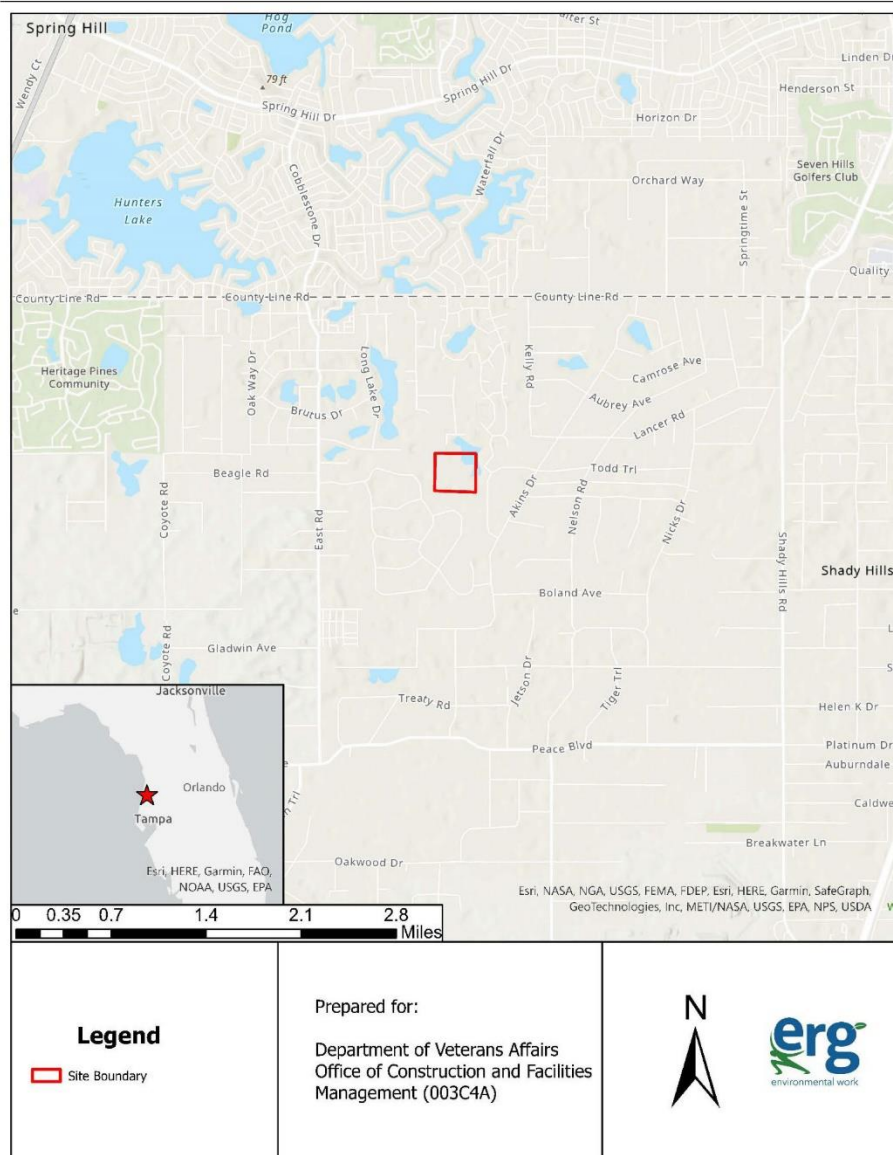 Spring Hill
Hog
Pond
Wendy Ct
79 ft
Spring Hill Dr
Spring Hill Dr
Linden Dr
Henderson St
Horizon Dr
Waterfall Dr
Cobblestone Dr
Hunters
Lake
Orchard Way
Springtime St
Seven Hills
Golfers Club
Quality
County Line Rd
County Line Rd
County Line Rd
Heritage Pines
Community
Oak Way Dr
Long Lake Dr
Brutus Dr
Kelly Rd
Camrose Ave
Aubrey Ave
Lancer Rd
Beagle Rd
Todd Trl
Akins Dr
Nelson Rd
Nicks Dr
Coyote Rd
East Rd
Shady Hills Rd
Shady Hills
Boland Ave
Gladwin Ave
Coyote Rd
Jetson Dr
Tiger Trl
Treaty Rd
Helen K Dr
Peace Blvd
Platinum Dr
Auburndale
Breakwater Ln
Oakwood Dr
Jacksonville
Orlando
Tampa
Esri, HERE, Garmin, FAO,
NOAA, USGS, EPA
Esri, NASA, NGA, USGS, FEMA, FDEP, Esri, HERE, Garmin, SafeGraph,
GeoTechnologies, Inc, METI/NASA, USGS, EPA, NPS, USDA
0 0.35 0.7 1.4 2.1 2.8
Miles
Legend
Site Boundary
Prepared for:
Department of Veterans Affairs
Office of Construction and Facilities
Management (003C4A)
N
erg
environmental work